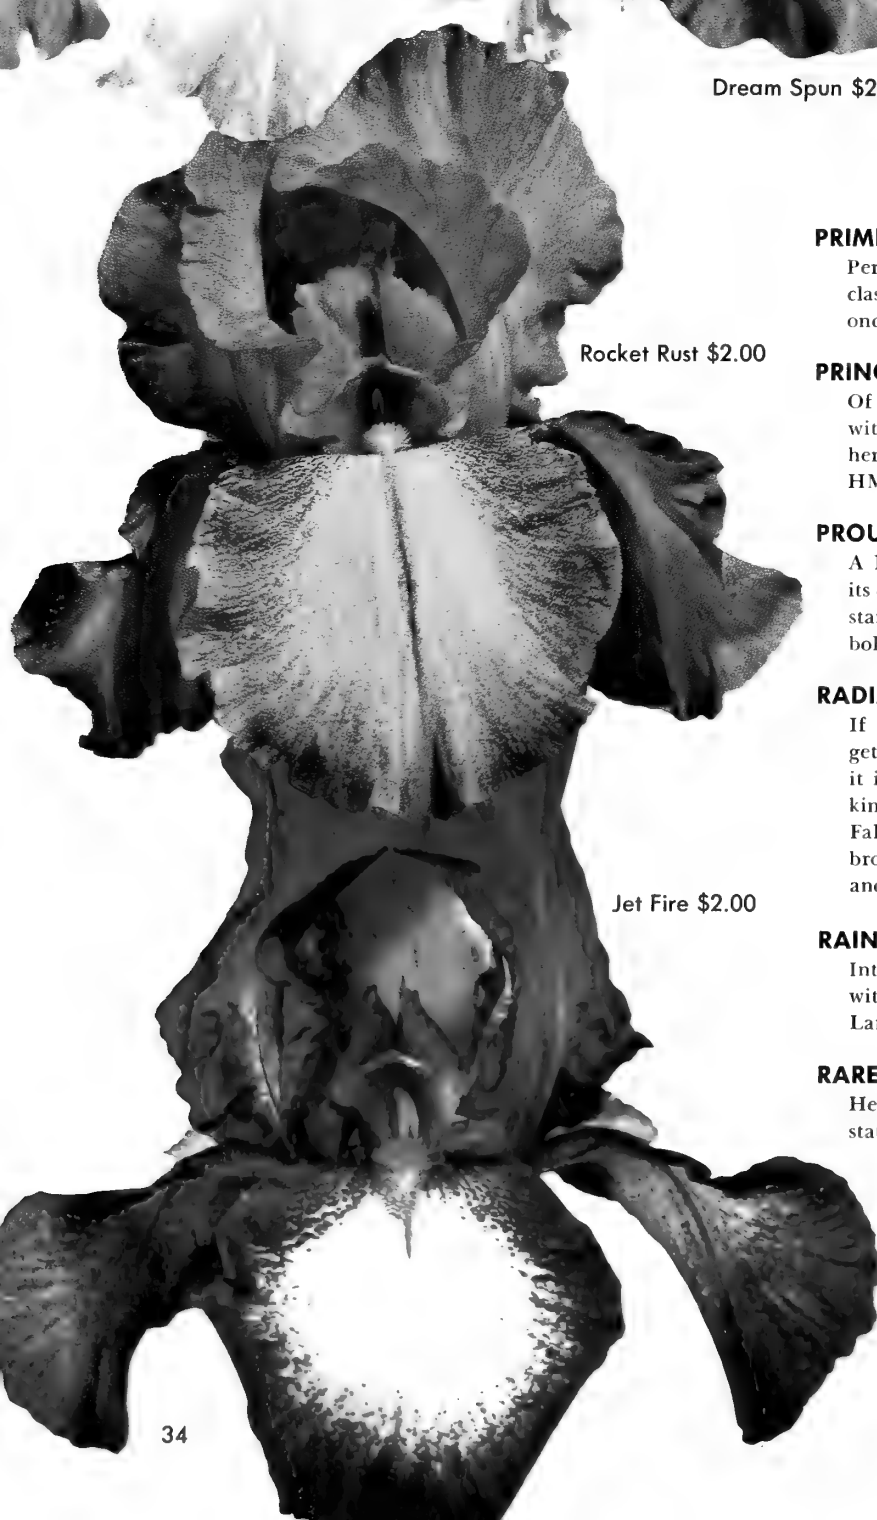 Dream Spun $2
PRIM
Per
clas
onc
Rocket Rust $2.00
PRIN
Of
wit
her
HM
PROU
A
its
sta
bol
RADI
If
get
it i
kin
Fal
bro
and
Jet Fire $2.00
RAIN
Int
wit
La
RARE
He
sta
34